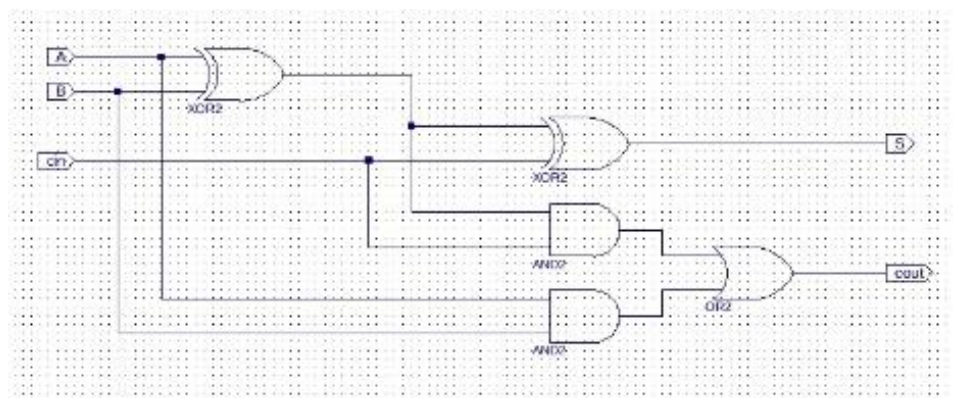 A
B
XOR2
cin
S
XOR2
AND2
cout
OR2
AND2